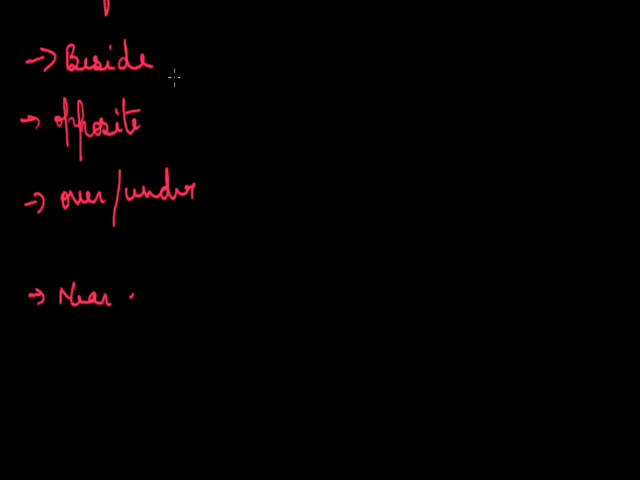 → Beside
→ opposite
→ over/under
→ Near .